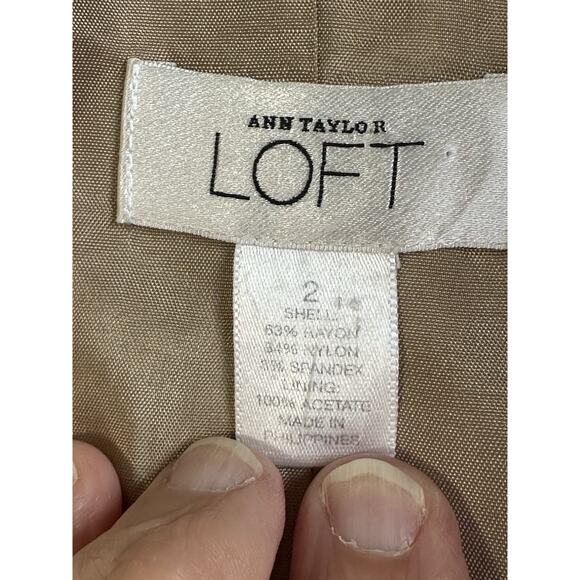 ANN TAYLOR
LOFT
2
SHELL:
63% RAYON
34% NYLON
3% SPANDEX
LINING:
100% ACETATE
MADE IN
PHILIPPINES